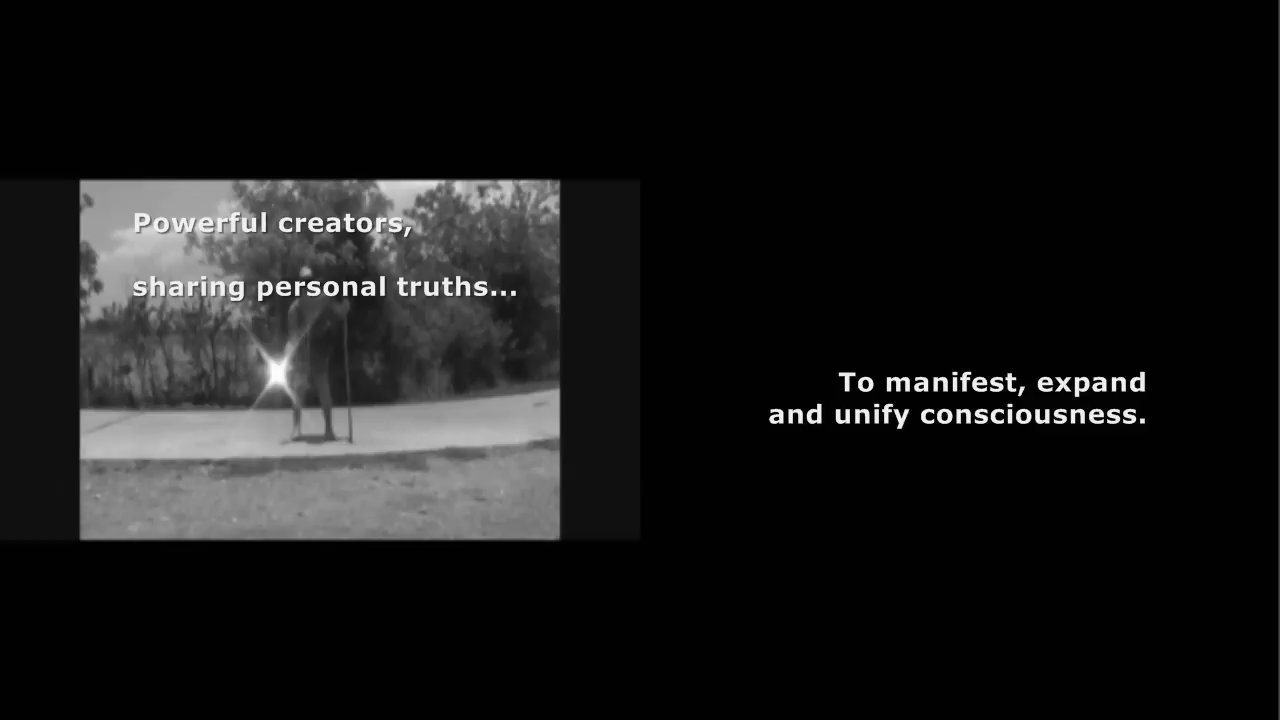 Powerful creators,
sharing personal truths...
To manifest, expand
and unify consciousness.